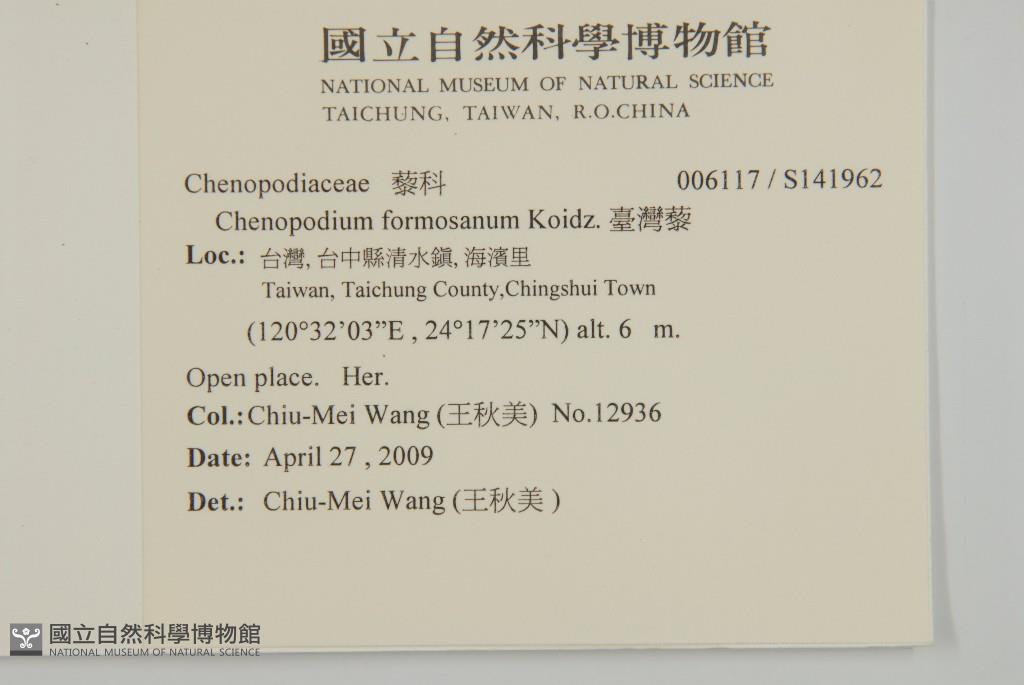 國立自然科學博物館
NATIONAL MUSEUM OF NATURAL SCIENCE
TAICHUNG, TAIWAN, R.O.CHINA
Chenopodiaceae 藜科 006117 / S141962
Chenopodium formosanum Koidz. 臺灣藜
Loc.: 台灣, 台中縣清水鎮, 海濱里
Taiwan, Taichung County,Chingshui Town
(120°32’03”E , 24°17’25”N) alt. 6 m.
Open place. Her.
Col.: Chiu-Mei Wang (王秋美) No.12936
Date: April 27 , 2009
Det.: Chiu-Mei Wang (王秋美 )
國立自然科學博物館
NATIONAL MUSEUM OF NATURAL SCIENCE